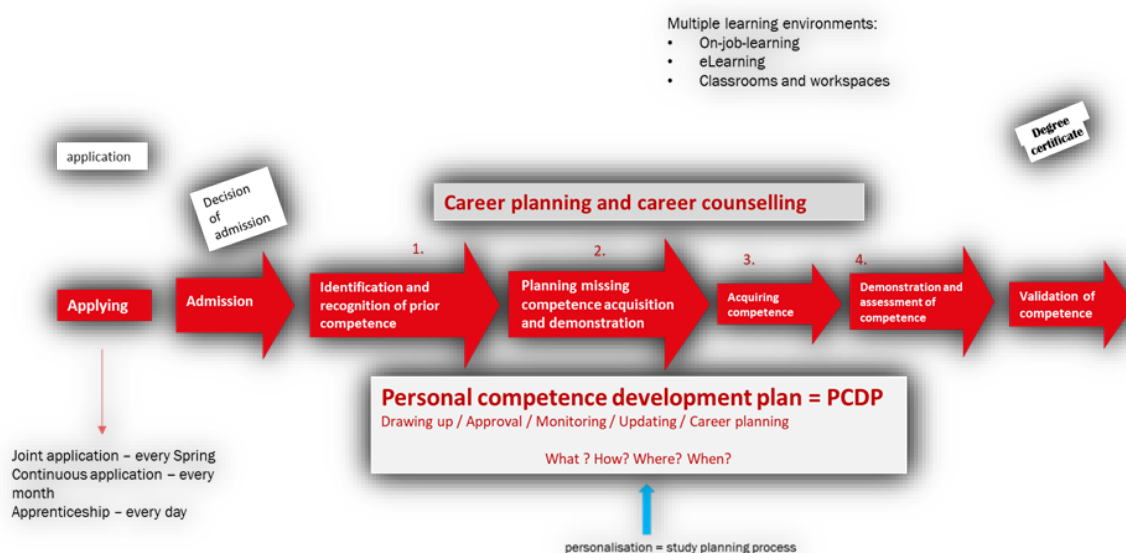 Multiple learning environments:
• On-job-learning
• eLearning
• Classrooms and workspaces
application
Decision
of
admission
Degree
certificate
Career planning and career counselling
1.
2.
3.
4.
Applying
Admission
Identification and
recognition of prior
competence
Planning missing
competence acquisition
and demonstration
Acquiring
competence
Demonstration and
assessment of
competence
Validation of
competence
Personal competence development plan = PCDP
Drawing up / Approval / Monitoring / Updating / Career planning
What ? How? Where? When?
Joint application – every Spring
Continuous application – every
month
Apprenticeship – every day
personalisation = study planning process